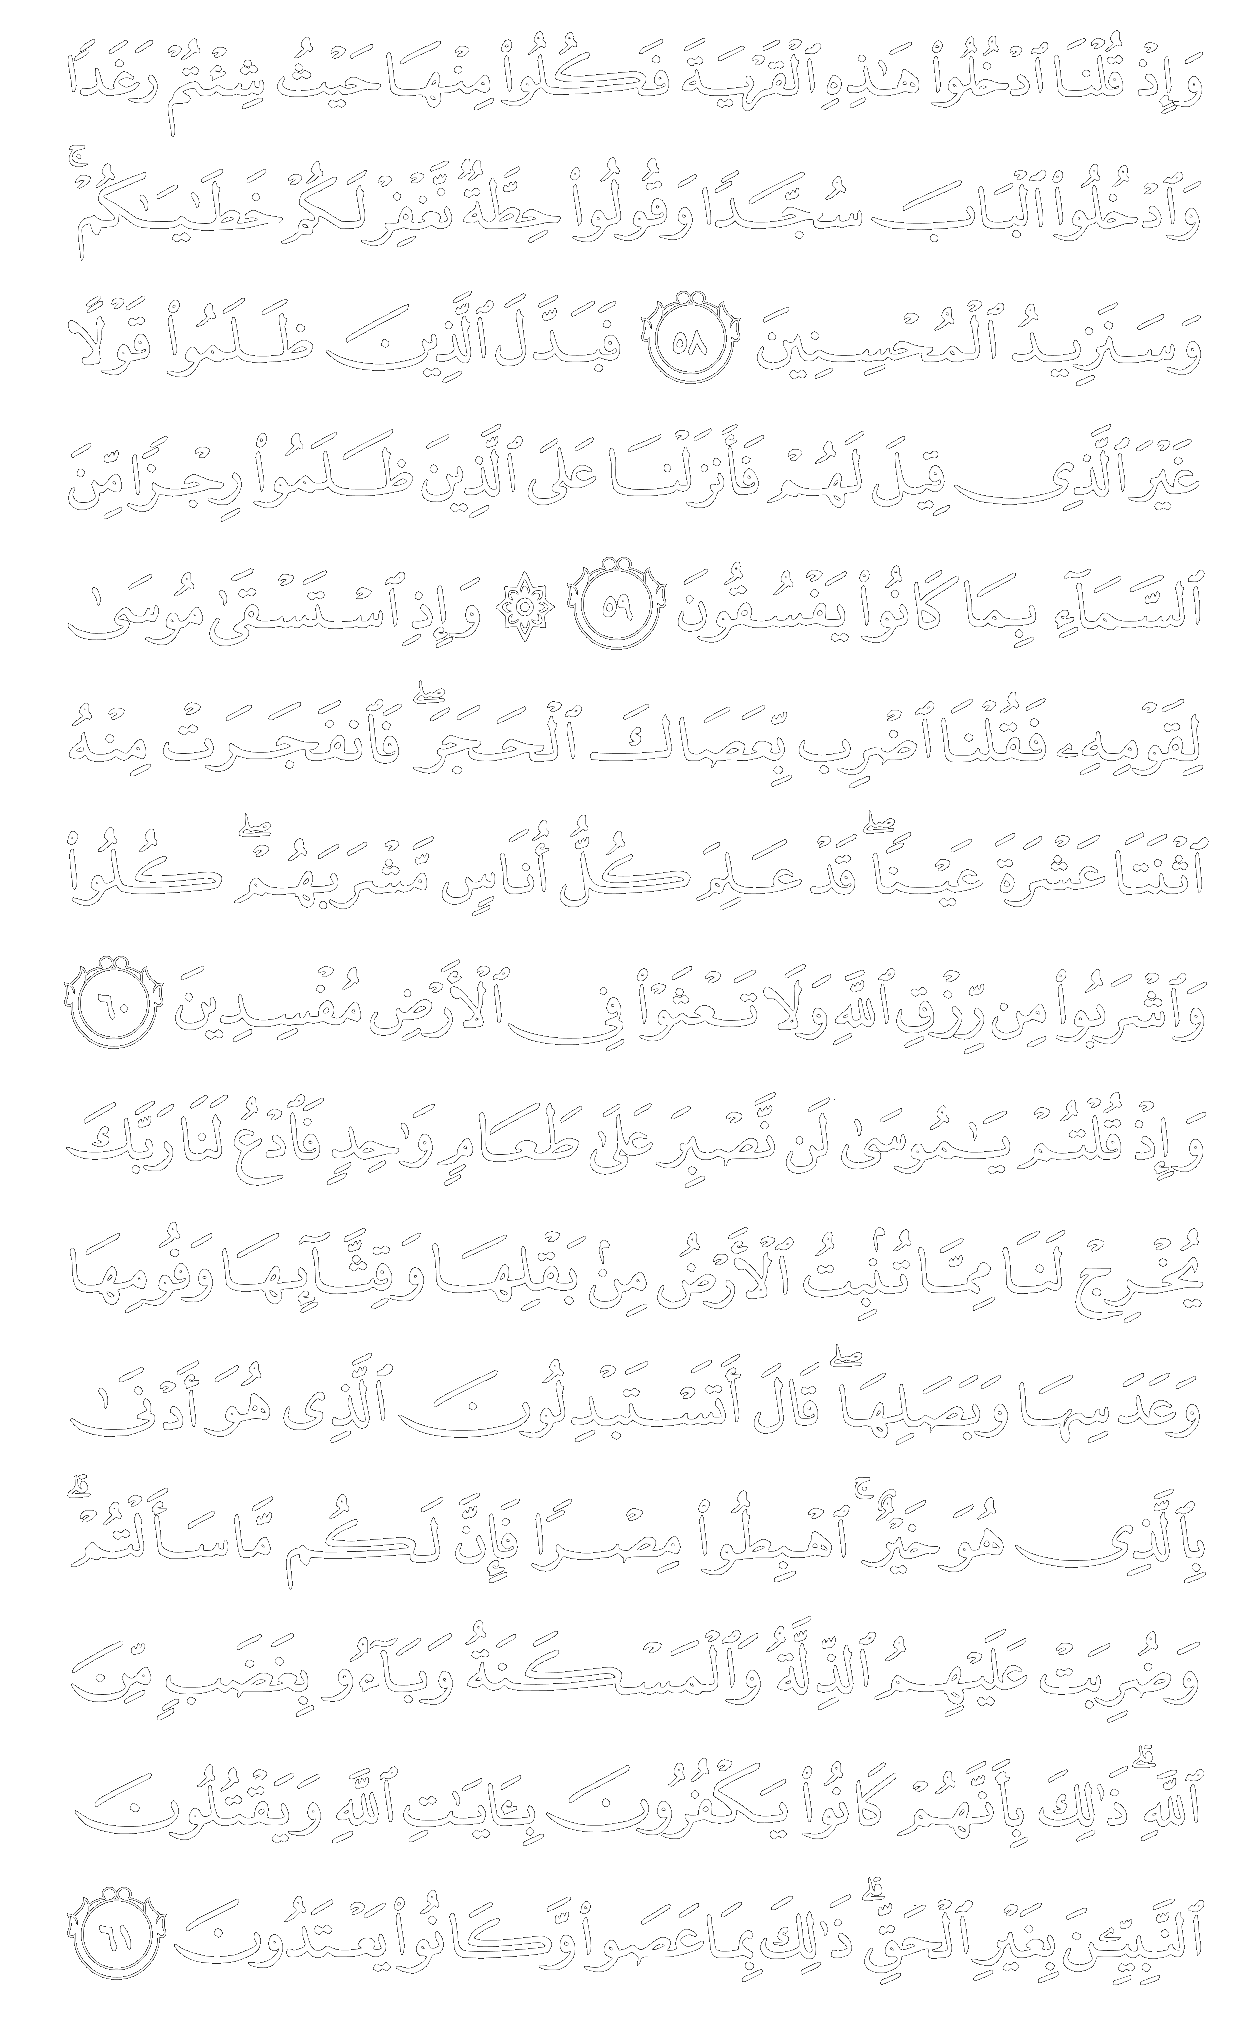 وَإِذْ قُلْنَا ٱدْخُلُوا۟ هَـٰذِهِ ٱلْقَرْيَةَ فَكُلُوا۟ مِنْهَا حَيْثُ شِئْتُمْ رَغَدًا
وَٱدْخُلُوا۟ ٱلْبَابَ سُجَّدًا وَقُولُوا۟ حِطَّةٌ نَّغْفِرْ لَكُمْ خَطَـٰيَـٰكُمْ ۚ
وَسَنَزِيدُ ٱلْمُحْسِنِينَ ٥٨ فَبَدَّلَ ٱلَّذِينَ ظَلَمُوا۟ قَوْلًا
غَيْرَ ٱلَّذِى قِيلَ لَهُمْ فَأَنزَلْنَا عَلَى ٱلَّذِينَ ظَلَمُوا۟ رِجْزًا مِّنَ
ٱلسَّمَآءِ بِمَا كَانُوا۟ يَفْسُقُونَ ٥٩ ۞ وَإِذِ ٱسْتَسْقَىٰ مُوسَىٰ
لِقَوْمِهِۦ فَقُلْنَا ٱضْرِب بِّعَصَاكَ ٱلْحَجَرَ ۖ فَٱنفَجَرَتْ مِنْهُ
ٱثْنَتَا عَشْرَةَ عَيْنًا ۖ قَدْ عَلِمَ كُلُّ أُنَاسٍ مَّشْرَبَهُمْ ۖ كُلُوا۟
وَٱشْرَبُوا۟ مِن رِّزْقِ ٱللَّهِ وَلَا تَعْثَوْا۟ فِى ٱلْأَرْضِ مُفْسِدِينَ ٦٠
وَإِذْ قُلْتُمْ يَـٰمُوسَىٰ لَن نَّصْبِرَ عَلَىٰ طَعَامٍ وَٰحِدٍ فَٱدْعُ لَنَا رَبَّكَ
يُخْرِجْ لَنَا مِمَّا تُنۢبِتُ ٱلْأَرْضُ مِنۢ بَقْلِهَا وَقِثَّآئِهَا وَفُومِهَا
وَعَدَسِهَا وَبَصَلِهَا ۖ قَالَ أَتَسْتَبْدِلُونَ ٱلَّذِى هُوَ أَدْنَىٰ
بِٱلَّذِى هُوَ خَيْرٌ ۚ ٱهْبِطُوا۟ مِصْرًا فَإِنَّ لَكُم مَّا سَأَلْتُمْ ۗ
وَضُرِبَتْ عَلَيْهِمُ ٱلذِّلَّةُ وَٱلْمَسْكَنَةُ وَبَآءُو بِغَضَبٍ مِّنَ
ٱللَّهِ ۗ ذَٰلِكَ بِأَنَّهُمْ كَانُوا۟ يَكْفُرُونَ بِـَٔايَـٰتِ ٱللَّهِ وَيَقْتُلُونَ
ٱلنَّبِيِّـۧنَ بِغَيْرِ ٱلْحَقِّ ۗ ذَٰلِكَ بِمَا عَصَوا۟ وَّكَانُوا۟ يَعْتَدُونَ ٦١